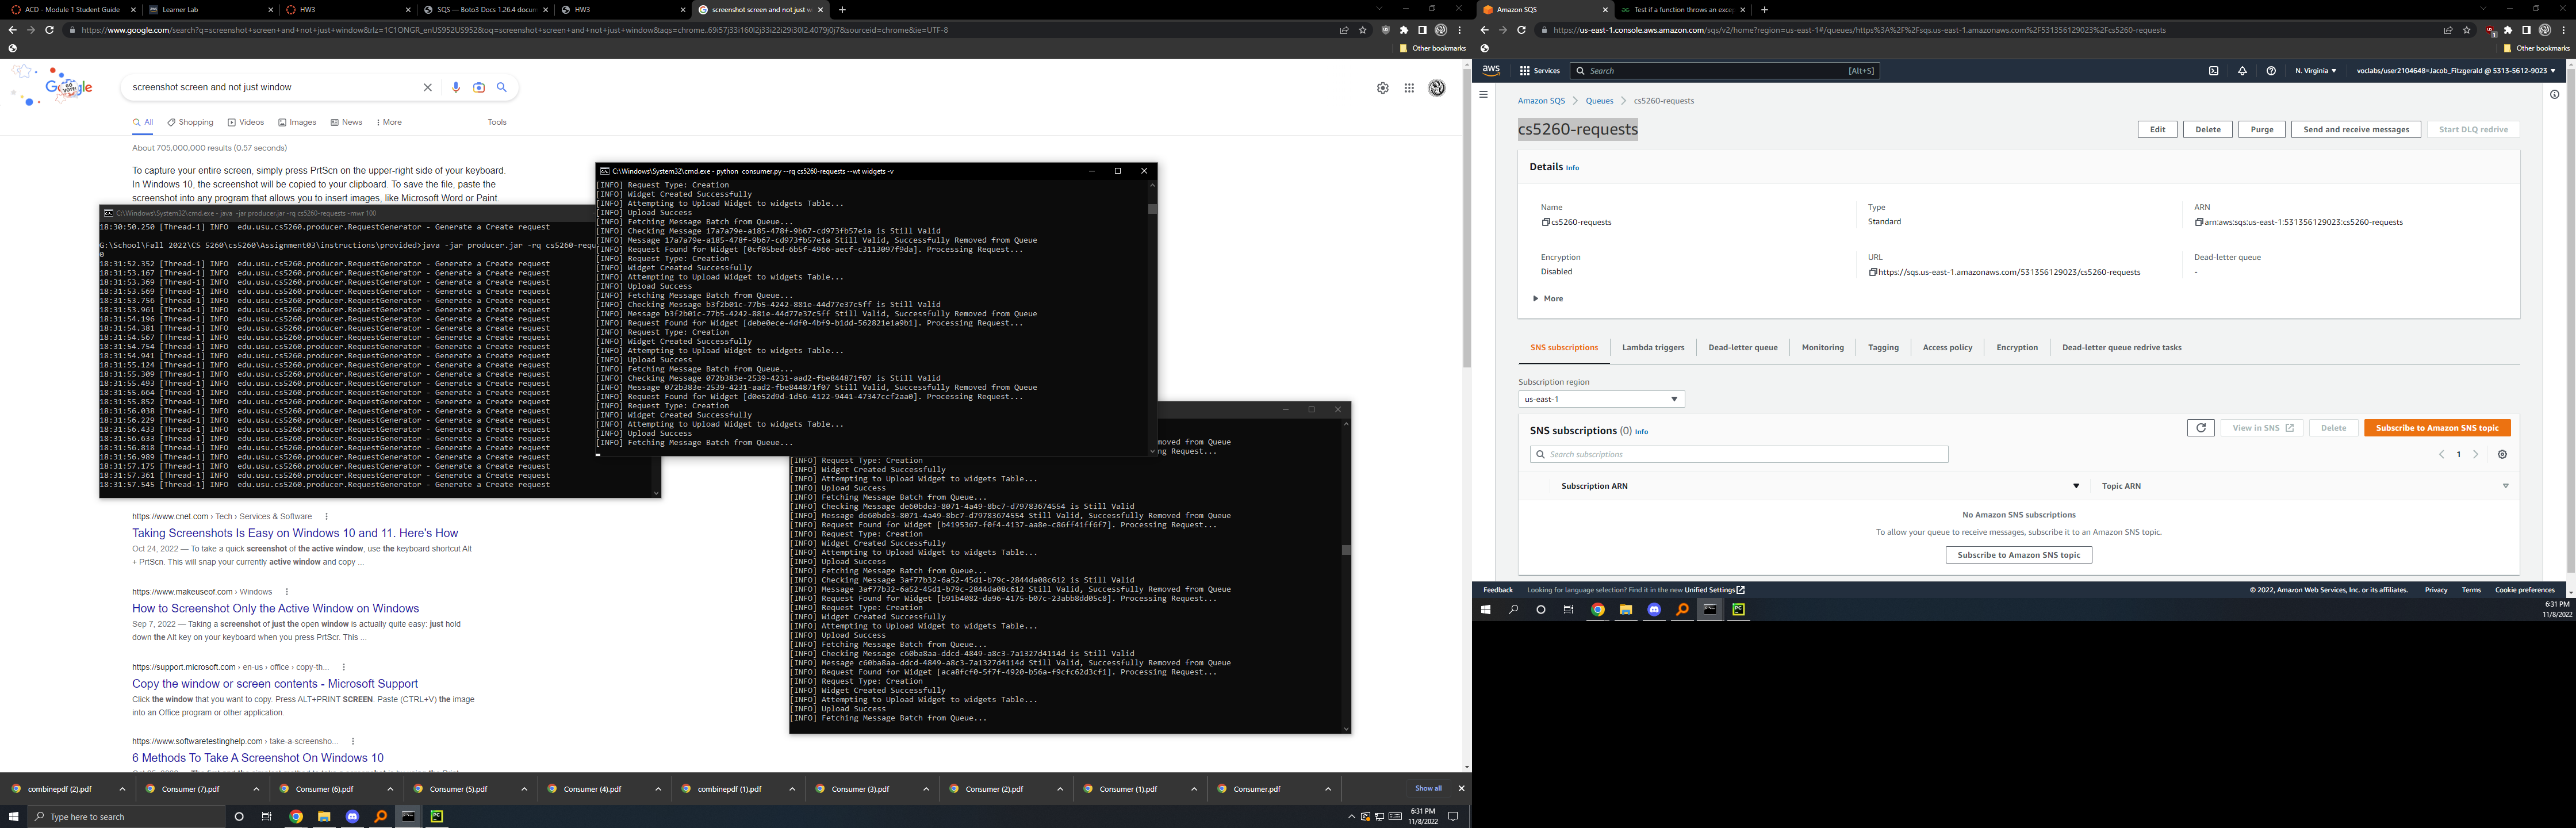 ACD - Module 1 Student Guide
Learner Lab
HW3
SQS — Boto3 Docs 1.26.4 docum
HW3
screenshot screen and not just w
https://www.google.com/search?q=screenshot+screen+and+not+just+window&rlz=1C1ONGR_enUS952US952&oq=screenshot+screen+and+not+just+window&aqs=chrome..69i57j33i160l2j33i22i29i30l2.4079j0j7&sourceid=chrome&ie=UTF-8
Other bookmarks
screenshot screen and not just window
All
Shopping
Videos
Images
News
More
Tools
About 705,000,000 results (0.57 seconds)
To capture your entire screen, simply press PrtScn on the upper-right side of your keyboard.
In Windows 10, the screenshot will be copied to your clipboard. To save the file, paste the
screenshot into any program that allows you to insert images, like Microsoft Word or Paint.
C:\Windows\System32\cmd.exe - java -jar producer.jar -rq cs5260-requests --mwr 100
18:30:50.250 [Thread-1] INFO edu.usu.cs5260.producer.RequestGenerator - Generate a Create request
G:\School\Fall 2022\CS 5260\cs5260\Assignment03\instructions\provided>java -jar producer.jar -rq cs5260-requ
0
18:31:52.352 [Thread-1] INFO edu.usu.cs5260.producer.RequestGenerator - Generate a Create request
18:31:53.167 [Thread-1] INFO edu.usu.cs5260.producer.RequestGenerator - Generate a Create request
18:31:53.369 [Thread-1] INFO edu.usu.cs5260.producer.RequestGenerator - Generate a Create request
18:31:53.569 [Thread-1] INFO edu.usu.cs5260.producer.RequestGenerator - Generate a Create request
18:31:53.756 [Thread-1] INFO edu.usu.cs5260.producer.RequestGenerator - Generate a Create request
18:31:53.961 [Thread-1] INFO edu.usu.cs5260.producer.RequestGenerator - Generate a Create request
18:31:54.196 [Thread-1] INFO edu.usu.cs5260.producer.RequestGenerator - Generate a Create request
18:31:54.381 [Thread-1] INFO edu.usu.cs5260.producer.RequestGenerator - Generate a Create request
18:31:54.567 [Thread-1] INFO edu.usu.cs5260.producer.RequestGenerator - Generate a Create request
18:31:54.754 [Thread-1] INFO edu.usu.cs5260.producer.RequestGenerator - Generate a Create request
18:31:54.941 [Thread-1] INFO edu.usu.cs5260.producer.RequestGenerator - Generate a Create request
18:31:55.124 [Thread-1] INFO edu.usu.cs5260.producer.RequestGenerator - Generate a Create request
18:31:55.309 [Thread-1] INFO edu.usu.cs5260.producer.RequestGenerator - Generate a Create request
18:31:55.493 [Thread-1] INFO edu.usu.cs5260.producer.RequestGenerator - Generate a Create request
18:31:55.664 [Thread-1] INFO edu.usu.cs5260.producer.RequestGenerator - Generate a Create request
18:31:55.852 [Thread-1] INFO edu.usu.cs5260.producer.RequestGenerator - Generate a Create request
18:31:56.038 [Thread-1] INFO edu.usu.cs5260.producer.RequestGenerator - Generate a Create request
18:31:56.229 [Thread-1] INFO edu.usu.cs5260.producer.RequestGenerator - Generate a Create request
18:31:56.433 [Thread-1] INFO edu.usu.cs5260.producer.RequestGenerator - Generate a Create request
18:31:56.633 [Thread-1] INFO edu.usu.cs5260.producer.RequestGenerator - Generate a Create request
18:31:56.818 [Thread-1] INFO edu.usu.cs5260.producer.RequestGenerator - Generate a Create request
18:31:56.989 [Thread-1] INFO edu.usu.cs5260.producer.RequestGenerator - Generate a Create request
18:31:57.175 [Thread-1] INFO edu.usu.cs5260.producer.RequestGenerator - Generate a Create request
18:31:57.361 [Thread-1] INFO edu.usu.cs5260.producer.RequestGenerator - Generate a Create request
18:31:57.545 [Thread-1] INFO edu.usu.cs5260.producer.RequestGenerator - Generate a Create request
C:\Windows\System32\cmd.exe - python consumer.py --rq cs5260-requests --wt widgets -v
[INFO] Request Type: Creation
[INFO] Widget Created Successfully
[INFO] Attempting to Upload Widget to widgets Table...
[INFO] Upload Success
[INFO] Fetching Message Batch from Queue...
[INFO] Checking Message 17a7a79e-a185-478f-9b67-cd973fb57e1a is Still Valid
[INFO] Message 17a7a79e-a185-478f-9b67-cd973fb57e1a Still Valid, Successfully Removed from Queue
[INFO] Request Found for Widget [0cf05bed-6b5f-4966-aecf-c3113097f9da]. Processing Request...
[INFO] Request Type: Creation
[INFO] Widget Created Successfully
[INFO] Attempting to Upload Widget to widgets Table...
[INFO] Upload Success
[INFO] Fetching Message Batch from Queue...
[INFO] Checking Message b3f2b01c-77b5-4242-881e-44d77e37c5ff is Still Valid
[INFO] Message b3f2b01c-77b5-4242-881e-44d77e37c5ff Still Valid, Successfully Removed from Queue
[INFO] Request Found for Widget [debe0ece-4df0-4bf9-b1dd-562821e1a9b1]. Processing Request...
[INFO] Request Type: Creation
[INFO] Widget Created Successfully
[INFO] Attempting to Upload Widget to widgets Table...
[INFO] Upload Success
[INFO] Fetching Message Batch from Queue...
[INFO] Checking Message 072b383e-2539-4231-aad2-fbe844871f07 is Still Valid
[INFO] Message 072b383e-2539-4231-aad2-fbe844871f07 Still Valid, Successfully Removed from Queue
[INFO] Request Found for Widget [d0e52d9d-1d56-4122-9441-47347ccf2aa0]. Processing Request...
[INFO] Request Type: Creation
[INFO] Widget Created Successfully
[INFO] Attempting to Upload Widget to widgets Table...
[INFO] Upload Success
[INFO] Fetching Message Batch from Queue...
moved from Queue
ng Request...
[INFO] Request Type: Creation
[INFO] Widget Created Successfully
[INFO] Attempting to Upload Widget to widgets Table...
[INFO] Upload Success
[INFO] Fetching Message Batch from Queue...
[INFO] Checking Message de60bde3-8071-4a49-8bc7-d79783674554 is Still Valid
[INFO] Message de60bde3-8071-4a49-8bc7-d79783674554 Still Valid, Successfully Removed from Queue
[INFO] Request Found for Widget [b4195367-f0f4-4137-aa8e-c86ff41ff6f7]. Processing Request...
[INFO] Request Type: Creation
[INFO] Widget Created Successfully
[INFO] Attempting to Upload Widget to widgets Table...
[INFO] Upload Success
[INFO] Fetching Message Batch from Queue...
[INFO] Checking Message 3af77b32-6a52-45d1-b79c-2844da08c612 is Still Valid
[INFO] Message 3af77b32-6a52-45d1-b79c-2844da08c612 Still Valid, Successfully Removed from Queue
[INFO] Request Found for Widget [b91b4082-da96-4175-b07c-23abb8dd05c8]. Processing Request...
[INFO] Request Type: Creation
[INFO] Widget Created Successfully
[INFO] Attempting to Upload Widget to widgets Table...
[INFO] Upload Success
[INFO] Fetching Message Batch from Queue...
[INFO] Checking Message c60ba8aa-ddcd-4849-a8c3-7a1327d4114d is Still Valid
[INFO] Message c60ba8aa-ddcd-4849-a8c3-7a1327d4114d Still Valid, Successfully Removed from Queue
[INFO] Request Found for Widget [aca8fcf0-5f7f-4920-b56a-f9cfc62d3cf1]. Processing Request...
[INFO] Request Type: Creation
[INFO] Widget Created Successfully
[INFO] Attempting to Upload Widget to widgets Table...
[INFO] Upload Success
[INFO] Fetching Message Batch from Queue...
https://www.cnet.com › Tech › Services & Software
Taking Screenshots Is Easy on Windows 10 and 11. Here's How
Oct 24, 2022 — To take a quick screenshot of the active window, use the keyboard shortcut Alt
+ PrtScn. This will snap your currently active window and copy ...
https://www.makeuseof.com › Windows
How to Screenshot Only the Active Window on Windows
Sep 7, 2022 — Taking a screenshot of just the open window is actually quite easy: just hold
down the Alt key on your keyboard when you press PrtScr. This ...
https://support.microsoft.com › en-us › office › copy-th...
Copy the window or screen contents - Microsoft Support
Click the window that you want to copy. Press ALT+PRINT SCREEN. Paste (CTRL+V) the image
into an Office program or other application.
https://www.softwaretestinghelp.com › take-a-screensho...
6 Methods To Take A Screenshot On Windows 10
combinepdf (2).pdf
Consumer (7).pdf
Consumer (6).pdf
Consumer (5).pdf
Consumer (4).pdf
combinepdf (1).pdf
Consumer (3).pdf
Consumer (2).pdf
Consumer (1).pdf
Consumer.pdf
Show all
Type here to search
6:31 PM
11/8/2022
Amazon SQS
Test if a function throws an exce
https://us-east-1.console.aws.amazon.com/sqs/v2/home?region=us-east-1#/queues/https%3A%2F%2Fsqs.us-east-1.amazonaws.com%2F531356129023%2Fcs5260-requests
Other bookmarks
aws
Services
Search
[Alt+S]
N. Virginia
voclabs/user2104648=Jacob_Fitzgerald @ 5313-5612-9023
Amazon SQS
Queues
cs5260-requests
cs5260-requests
Edit
Delete
Purge
Send and receive messages
Start DLQ redrive
Details Info
Name
cs5260-requests
Type
Standard
ARN
arn:aws:sqs:us-east-1:531356129023:cs5260-requests
Encryption
Disabled
URL
https://sqs.us-east-1.amazonaws.com/531356129023/cs5260-requests
Dead-letter queue
-
More
SNS subscriptions
Lambda triggers
Dead-letter queue
Monitoring
Tagging
Access policy
Encryption
Dead-letter queue redrive tasks
Subscription region
us-east-1
SNS subscriptions (0) Info
View in SNS
Delete
Subscribe to Amazon SNS topic
Search subscriptions
1
Subscription ARN
Topic ARN
No Amazon SNS subscriptions
To allow your queue to receive messages, subscribe it to an Amazon SNS topic.
Subscribe to Amazon SNS topic
Feedback
Looking for language selection? Find it in the new Unified Settings
© 2022, Amazon Web Services, Inc. or its affiliates.
Privacy
Terms
Cookie preferences
6:31 PM
11/8/2022